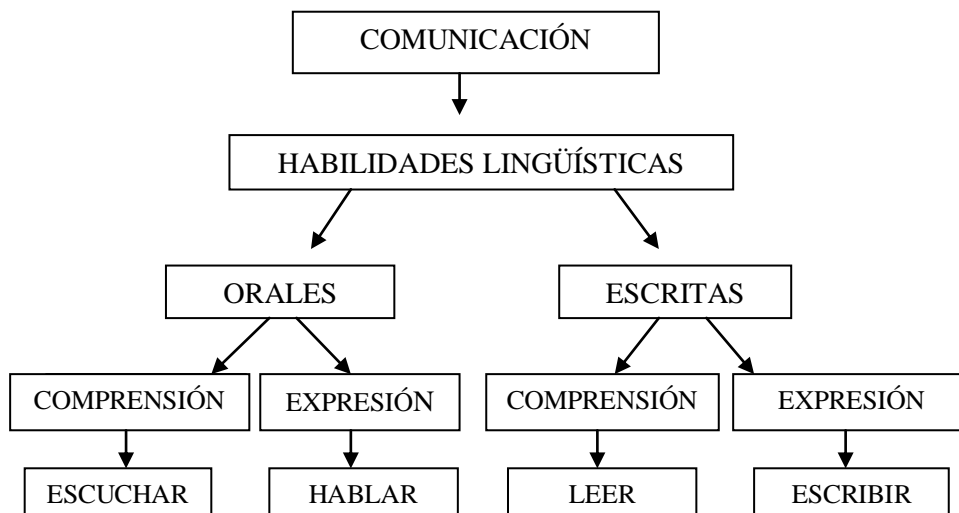 COMUNICACIÓN
HABILIDADES LINGÜÍSTICAS
ORALES
ESCRITAS
COMPRENSIÓN
EXPRESIÓN
COMPRENSIÓN
EXPRESIÓN
ESCUCHAR
HABLAR
LEER
ESCRIBIR